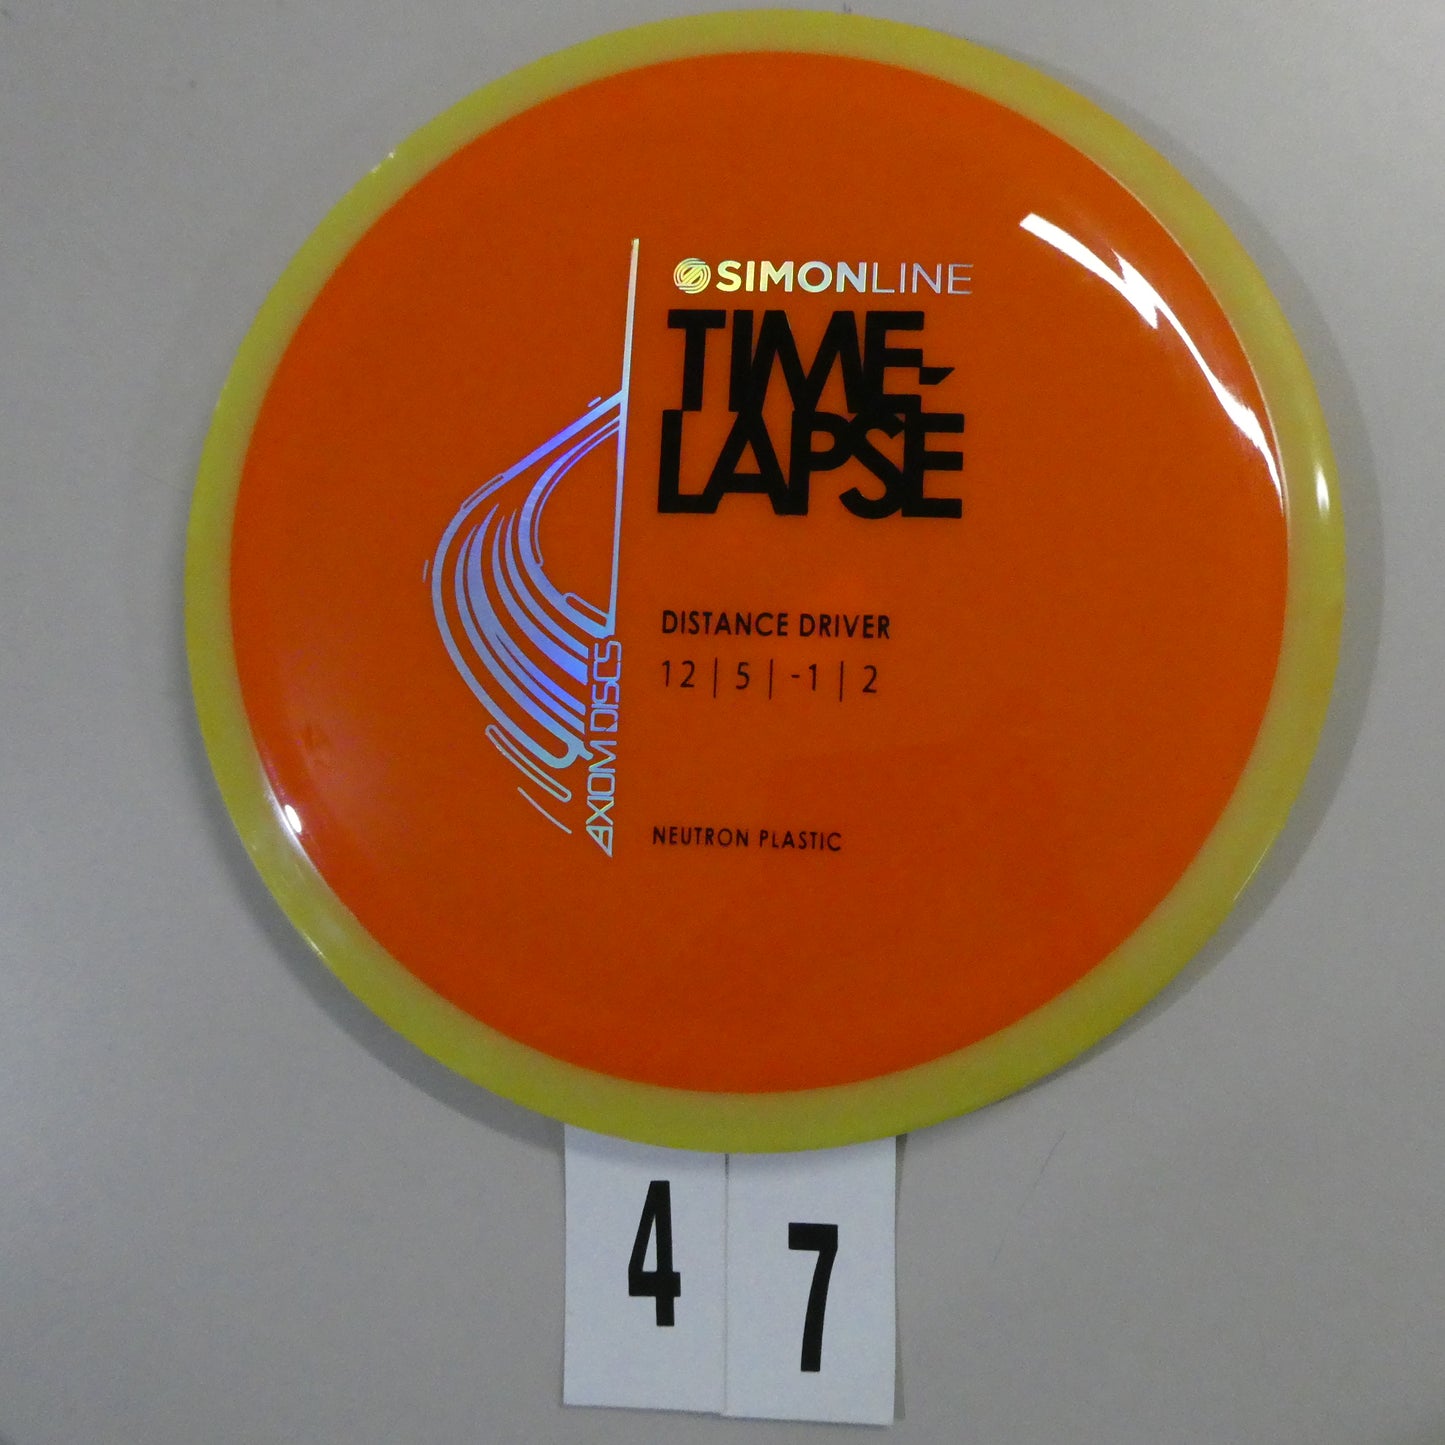 SIMONLINE
TIME-
LAPSE
DISTANCE DRIVER
12 | 5 | -1 | 2
AXIOM DISCS
NEUTRON PLASTIC
4 7